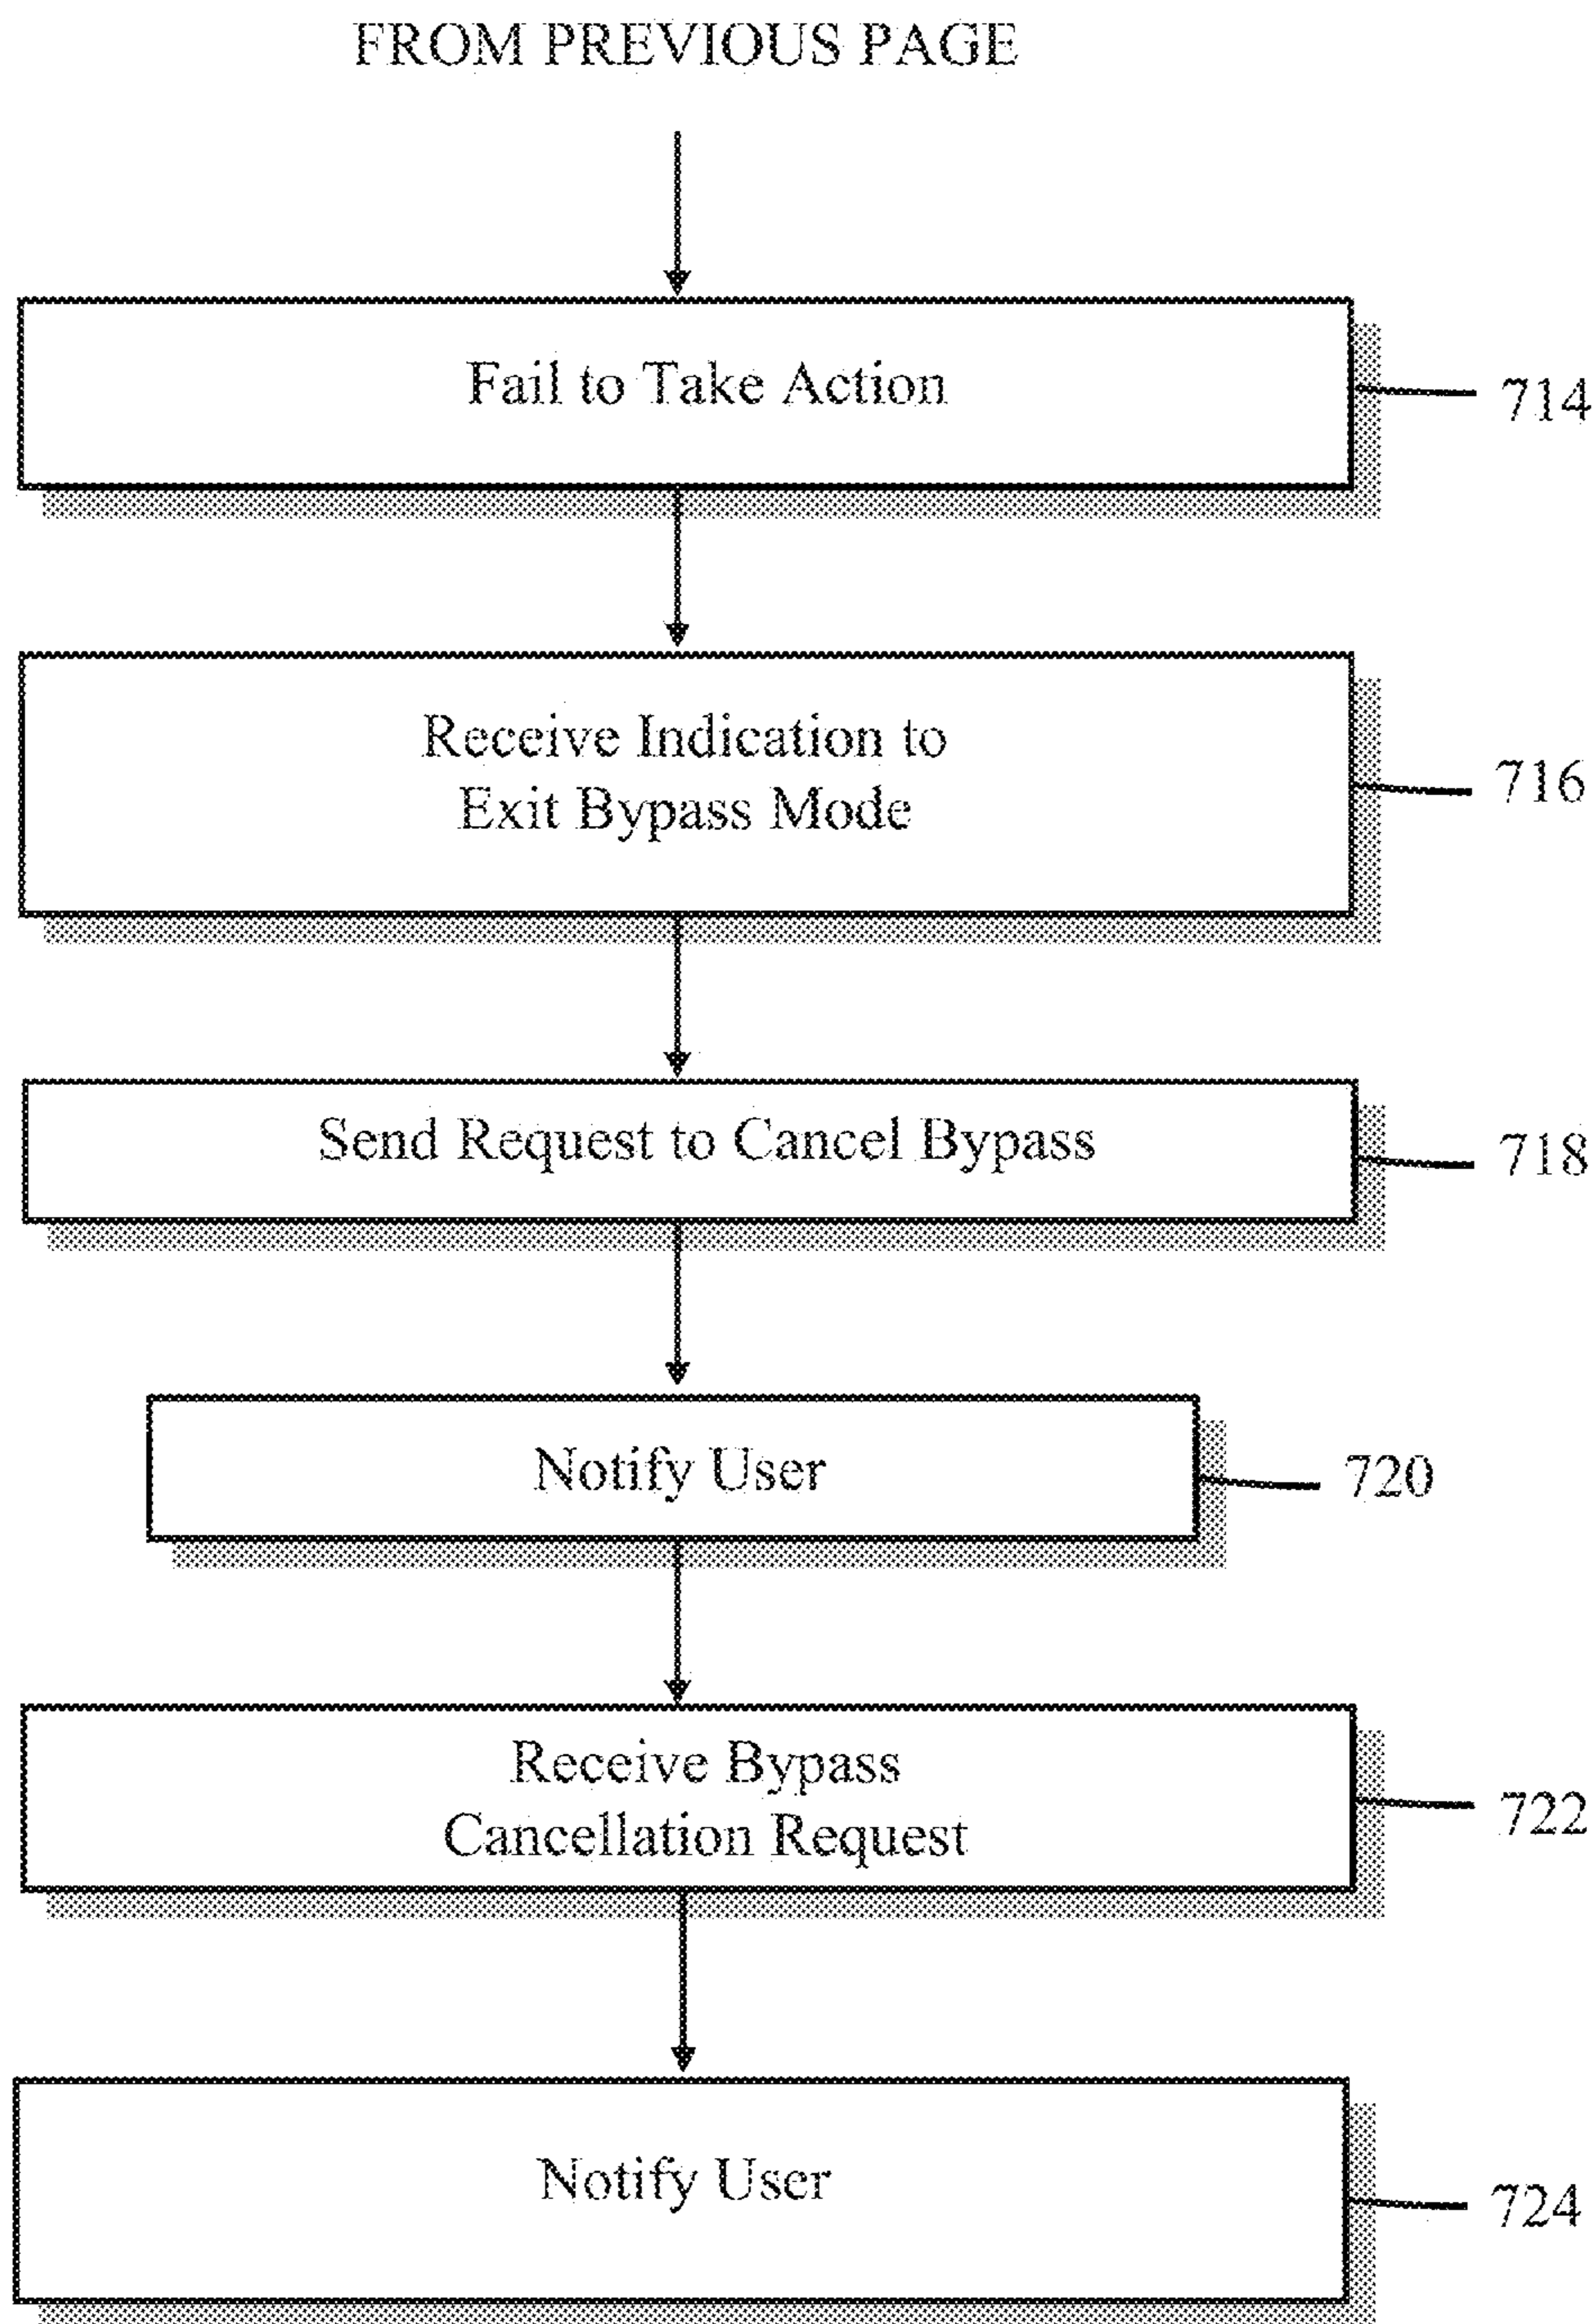 FROM PREVIOUS PAGE
Fail to Take Action
714
Receive Indication to
Exit Bypass Mode
716
Send Request to Cancel Bypass
718
Notify User
720
Receive Bypass
Cancellation Request
722
Notify User
724